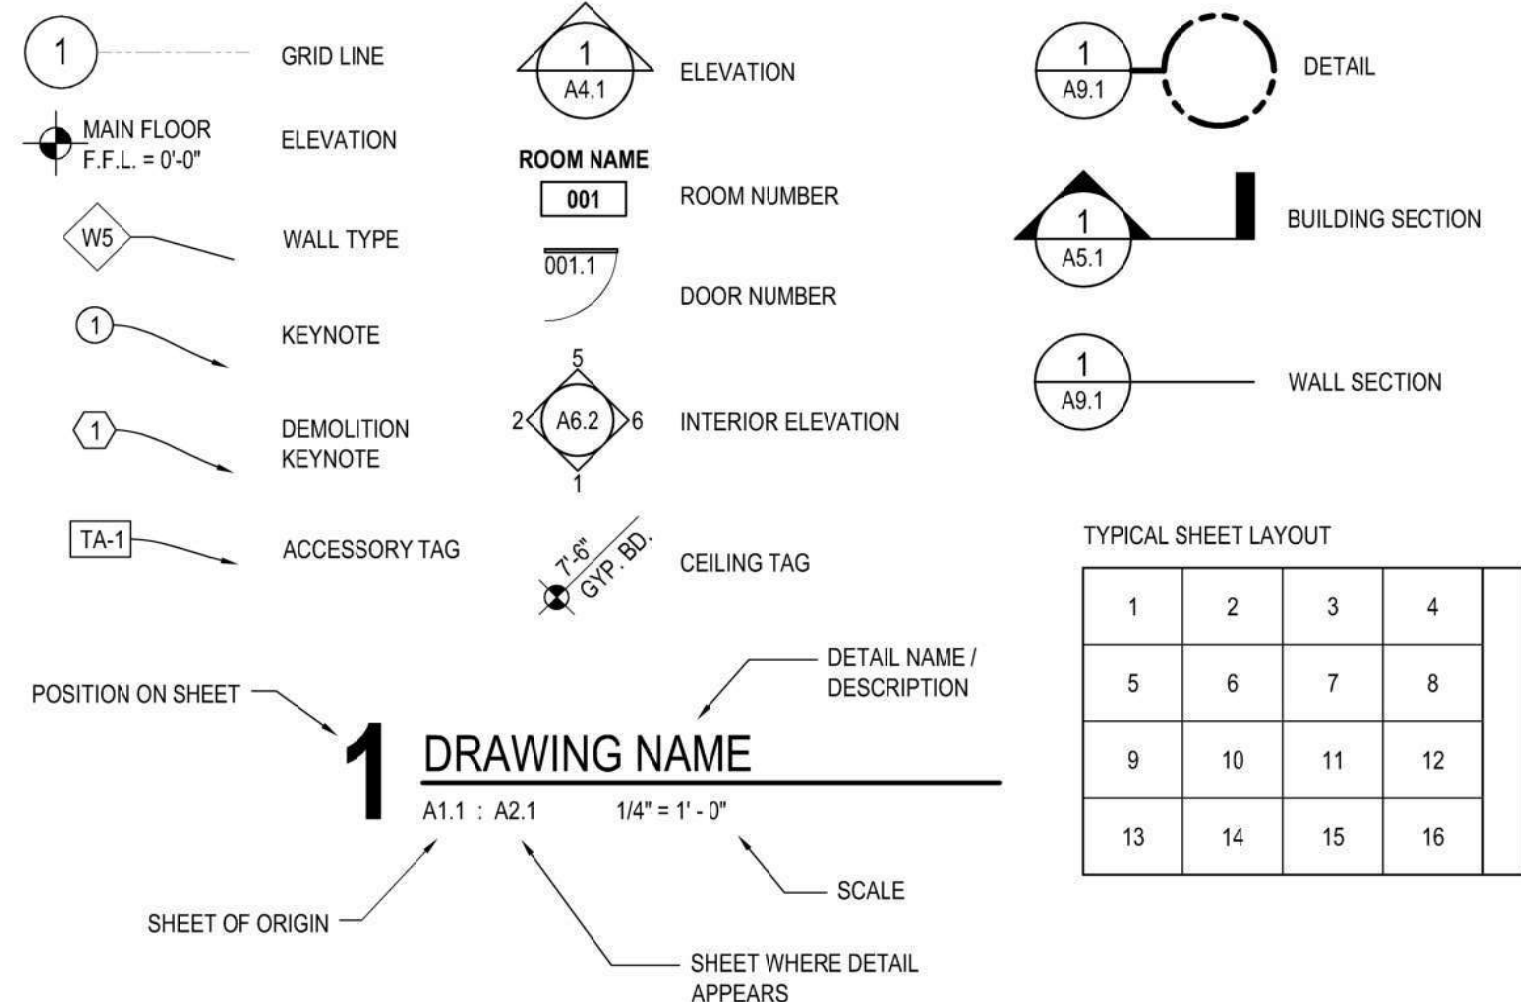 1
GRID LINE
MAIN FLOOR
F.F.L. = 0'-0"
ELEVATION
W5
WALL TYPE
1
KEYNOTE
1
DEMOLITION
KEYNOTE
TA-1
ACCESSORY TAG
1
A4.1
ELEVATION
ROOM NAME
001
ROOM NUMBER
001.1
DOOR NUMBER
5
2
A6.2
6
1
INTERIOR ELEVATION
7'-6"
GYP. BD.
CEILING TAG
1
A9.1
DETAIL
1
A5.1
BUILDING SECTION
1
A9.1
WALL SECTION
TYPICAL SHEET LAYOUT
1 2 3 4
5 6 7 8
9 10 11 12
13 14 15 16
POSITION ON SHEET
DETAIL NAME /
DESCRIPTION
1
DRAWING NAME
A1.1 : A2.1 1/4" = 1' - 0"
SHEET OF ORIGIN
SCALE
SHEET WHERE DETAIL
APPEARS